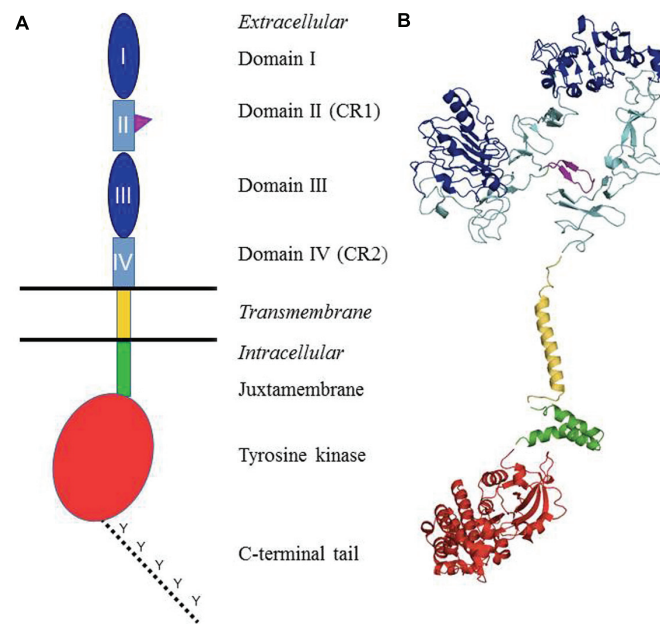 A
B
Extracellular
I
Domain I
II
Domain II (CR1)
III
Domain III
IV
Domain IV (CR2)
Transmembrane
Intracellular
Juxtamembrane
Tyrosine kinase
Y
Y
Y
Y
Y
C-terminal tail